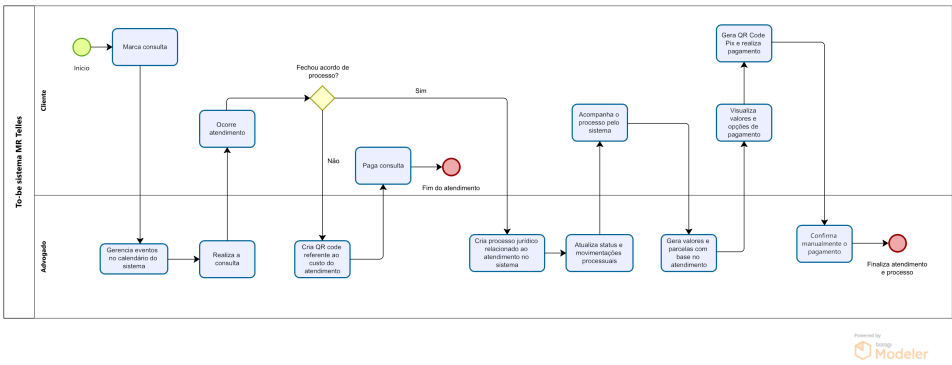 To-be sistema MR Telles
Cliente
Advogado
Início
Marca consulta
Gerencia eventos
no calendário do
sistema
Realiza a
consulta
Ocorre
atendimento
Fechou acordo de
processo?
Sim
Não
Cria QR code
referente ao
custo do
atendimento
Paga consulta
Fim do atendimento
Cria processo jurídico
relacionado ao
atendimento no
sistema
Atualiza status e
movimentações
processuais
Acompanha o
processo pelo
sistema
Gera valores e
parcelas com
base no
atendimento
Visualiza
valores e
opções de
pagamento
Gera QR Code
Pix e realiza
pagamento
Confirma
manualmente o
pagamento
Finaliza atendimento
e processo
Powered by
bizagi
Modeler